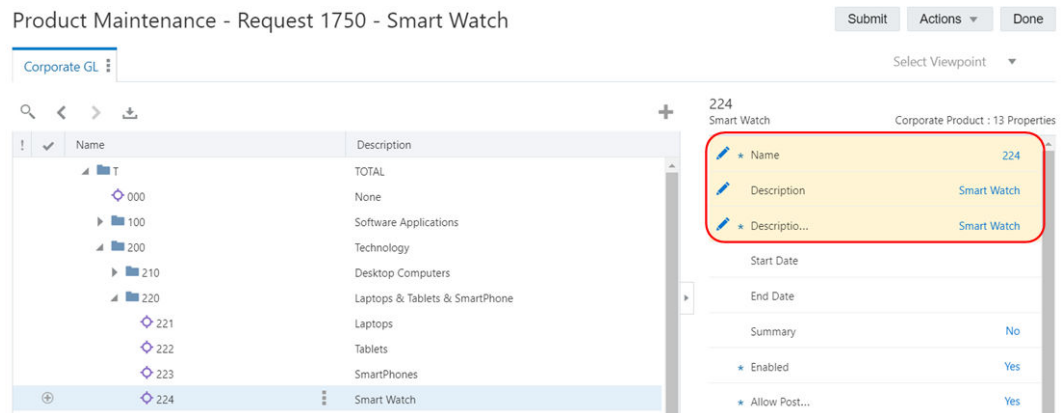 Product Maintenance - Request 1750 - Smart Watch
Submit Actions Done
Corporate GL
Select Viewpoint
! Name Description
T TOTAL
000 None
100 Software Applications
200 Technology
210 Desktop Computers
220 Laptops & Tablets & SmartPhone
221 Laptops
222 Tablets
223 SmartPhones
224 Smart Watch
224
Smart Watch Corporate Product : 13 Properties
* Name 224
Description Smart Watch
* Descriptio... Smart Watch
Start Date
End Date
Summary No
* Enabled Yes
* Allow Post... Yes